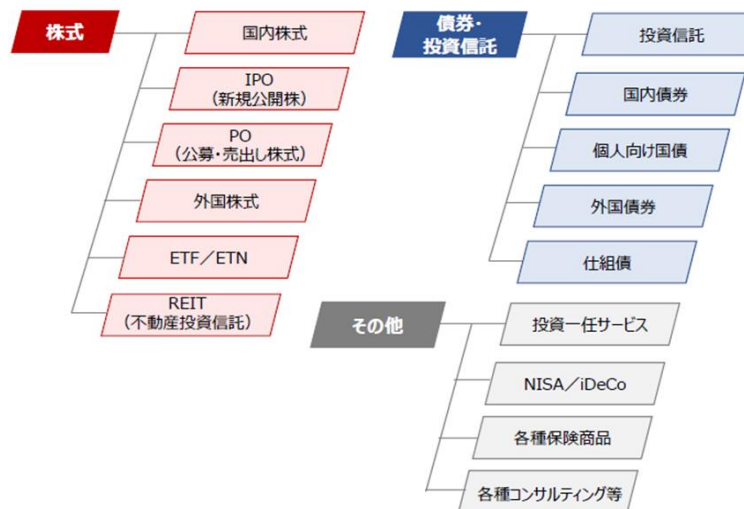 株式
国内株式
IPO
（新規公開株）
PO
（公募・売出し株式）
外国株式
ETF／ETN
REIT
（不動産投資信託）
債券・
投資信託
投資信託
国内債券
個人向け国債
外国債券
仕組債
その他
投資一任サービス
NISA／iDeCo
各種保険商品
各種コンサルティング等